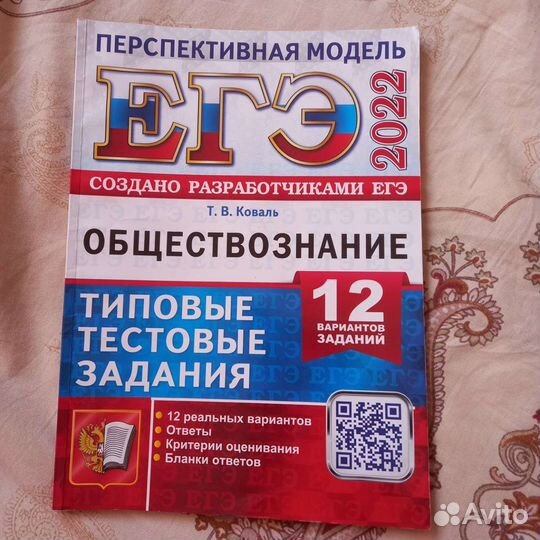 ПЕРСПЕКТИВНАЯ МОДЕЛЬ
ЕГЭ
2022
СОЗДАНО РАЗРАБОТЧИКАМИ ЕГЭ
Т. В. Коваль
ОБЩЕСТВОЗНАНИЕ
ТИПОВЫЕ
ТЕСТОВЫЕ
ЗАДАНИЯ
12
ВАРИАНТОВ
ЗАДАНИЙ
• 12 реальных вариантов
• Ответы
• Критерии оценивания
• Бланки ответов
Avito